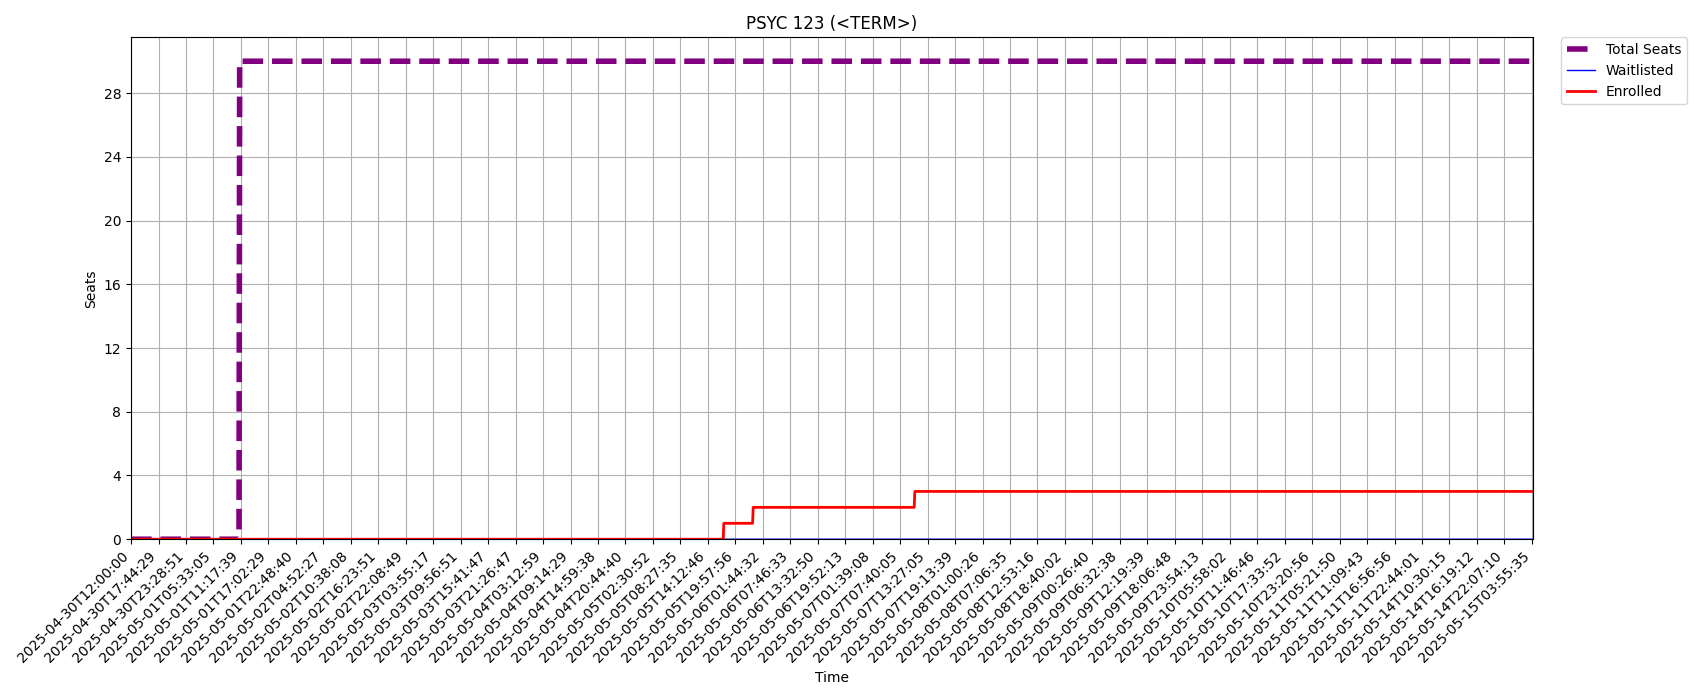 PSYC 123 (<TERM>)
Total Seats
Waitlisted
Enrolled
Seats
28
24
20
16
12
8
4
0
2025-04-30T12:00:00
2025-04-30T17:44:29
2025-04-30T23:28:51
2025-05-01T05:33:05
2025-05-01T11:17:39
2025-05-01T17:02:29
2025-05-01T22:48:40
2025-05-02T04:52:27
2025-05-02T10:38:08
2025-05-02T16:23:51
2025-05-02T22:08:49
2025-05-03T03:55:17
2025-05-03T09:56:51
2025-05-03T15:41:47
2025-05-03T21:26:47
2025-05-04T03:12:59
2025-05-04T09:14:29
2025-05-04T14:59:38
2025-05-04T20:44:40
2025-05-05T02:30:52
2025-05-05T08:27:35
2025-05-05T14:12:46
2025-05-05T19:57:56
2025-05-06T01:44:32
2025-05-06T07:46:33
2025-05-06T13:32:50
2025-05-06T19:52:13
2025-05-07T01:39:08
2025-05-07T07:40:05
2025-05-07T13:27:05
2025-05-07T19:13:39
2025-05-08T01:00:26
2025-05-08T07:06:35
2025-05-08T12:53:16
2025-05-08T18:40:02
2025-05-09T00:26:40
2025-05-09T06:32:38
2025-05-09T12:19:39
2025-05-09T18:06:48
2025-05-09T23:54:13
2025-05-10T05:58:02
2025-05-10T11:46:46
2025-05-10T17:33:52
2025-05-10T23:20:56
2025-05-11T05:21:50
2025-05-11T11:09:43
2025-05-11T16:56:56
2025-05-11T22:44:01
2025-05-14T10:30:15
2025-05-14T16:19:12
2025-05-14T22:07:10
2025-05-15T03:55:35
Time